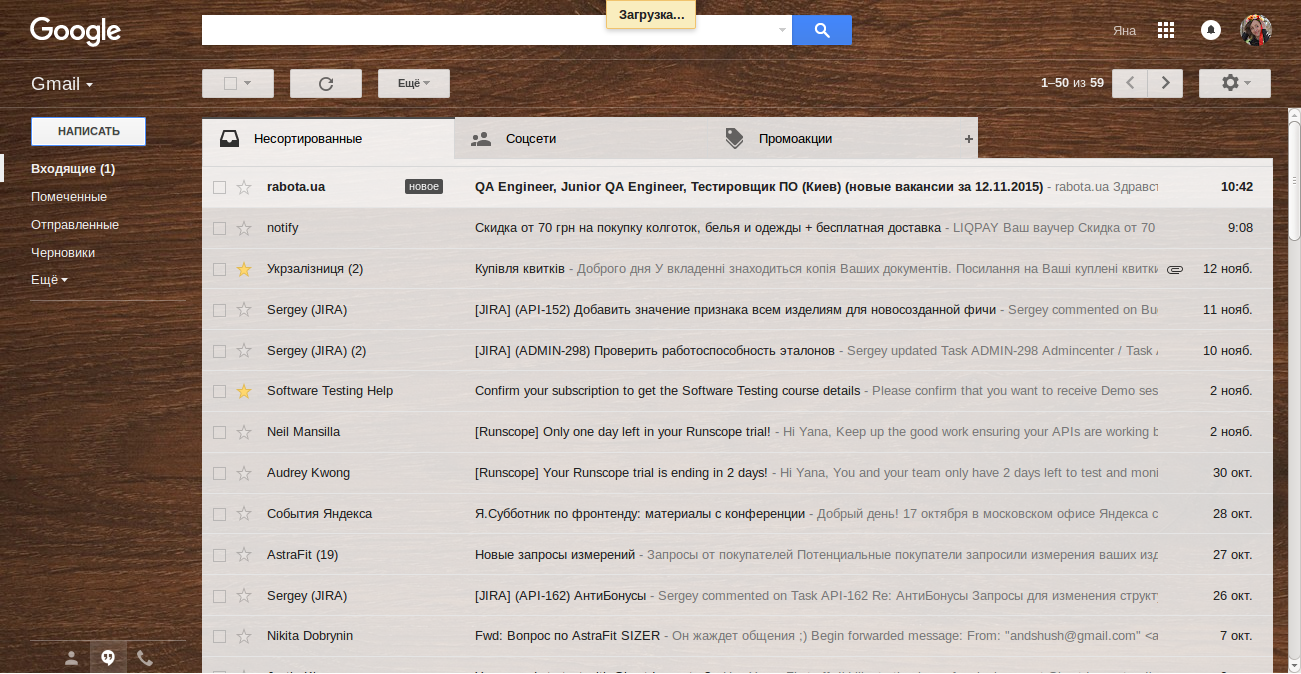 Загрузка...
Google
Яна
Gmail
Ещё
1–50 из 59
НАПИСАТЬ
Входящие (1)
Помеченные
Отправленные
Черновики
Ещё
Несортированные Соцсети Промоакции +
rabota.ua новое QA Engineer, Junior QA Engineer, Тестировщик ПО (Киев) (новые вакансии за 12.11.2015) - rabota.ua Здравст 10:42
notify Скидка от 70 грн на покупку колготок, белья и одежды + бесплатная доставка - LIQPAY Ваш ваучер Скидка от 70 9:08
Укрзалізниця (2) Купівля квитків - Доброго дня У вкладенні знаходиться копія Ваших документів. Посилання на Ваші куплені квитки 12 нояб.
Sergey (JIRA) [JIRA] (API-152) Добавить значение признака всем изделиям для новосозданной фичи - Sergey commented on Bu 11 нояб.
Sergey (JIRA) (2) [JIRA] (ADMIN-298) Проверить работоспособность эталонов - Sergey updated Task ADMIN-298 Admincenter / Task 10 нояб.
Software Testing Help Confirm your subscription to get the Software Testing course details - Please confirm that you want to receive Demo ses 2 нояб.
Neil Mansilla [Runscope] Only one day left in your Runscope trial! - Hi Yana, Keep up the good work ensuring your APIs are working 2 нояб.
Audrey Kwong [Runscope] Your Runscope trial is ending in 2 days! - Hi Yana, You and your team only have 2 days left to test and moni 30 окт.
События Яндекса Я.Субботник по фронтенду: материалы с конференции - Добрый день! 17 октября в московском офисе Яндекса с 28 окт.
AstraFit (19) Новые запросы измерений - Запросы от покупателей Потенциальные покупатели запросили измерения ваших изд 27 окт.
Sergey (JIRA) [JIRA] (API-162) АнтиБонусы - Sergey commented on Task API-162 Re: АнтиБонусы Запросы для изменения структ 26 окт.
Nikita Dobrynin Fwd: Вопрос по AstraFit SIZER - Он жаждет общения ;) Begin forwarded message: From: "andshush@gmail.com" <a 7 окт.